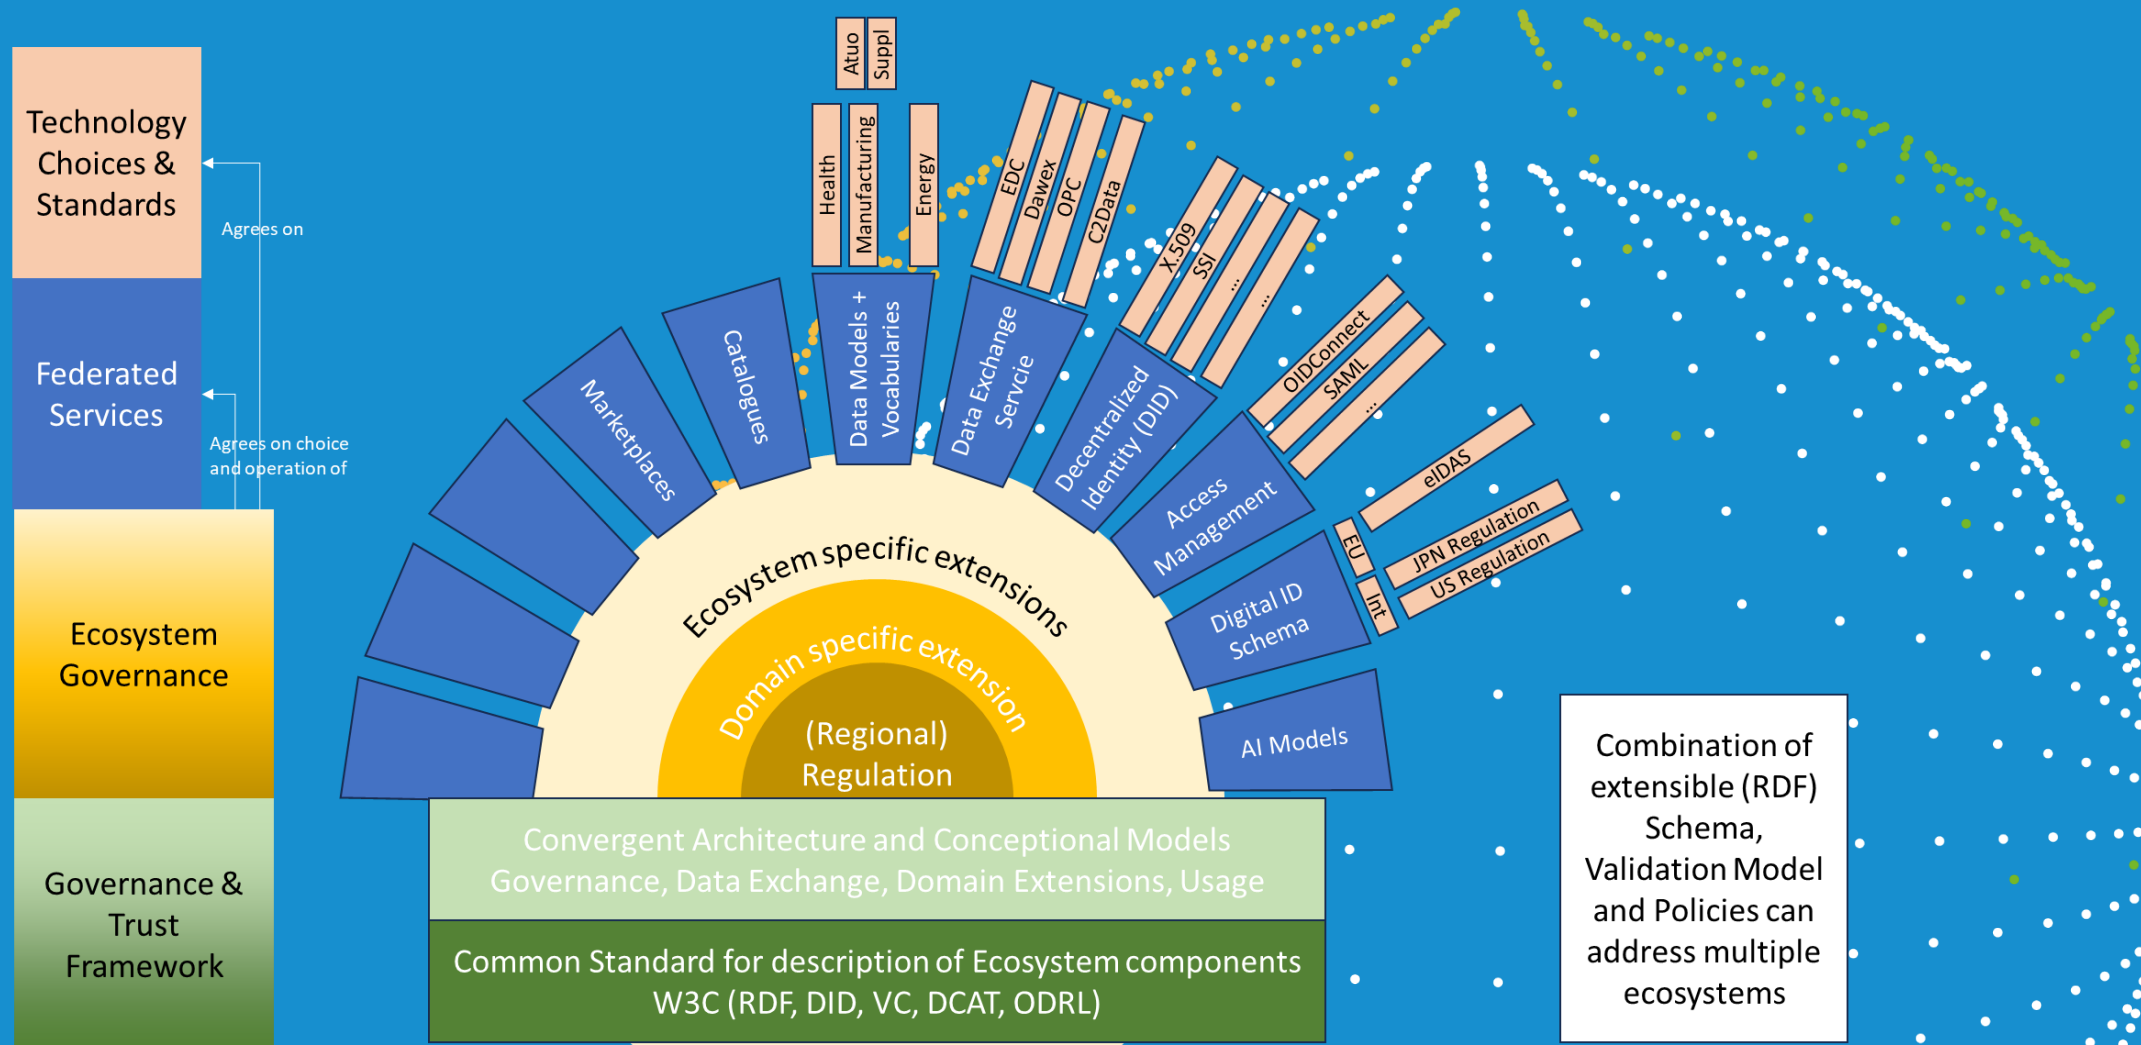 Technology
Choices &
Standards
Agrees on
Federated
Services
Agrees on choice
and operation of
Ecosystem
Governance
Governance &
Trust
Framework
Atuo
Suppl
Health
Manufacturing
Energy
EDC
Dawex
OPC
C2Data
X.509
SSI
...
...
OIDConnect
SAML
...
eIDAS
EU
JPN Regulation
US Regulation
Int
Marketplaces
Catalogues
Data Models +
Vocabularies
Data Exchange
Servcie
Decentralized
Identity (DID)
Access
Management
Digital ID
Schema
AI Models
Ecosystem specific extensions
Domain specific extension
(Regional)
Regulation
Convergent Architecture and Conceptional Models
Governance, Data Exchange, Domain Extensions, Usage
Common Standard for description of Ecosystem components
W3C (RDF, DID, VC, DCAT, ODRL)
Combination of
extensible (RDF)
Schema,
Validation Model
and Policies can
address multiple
ecosystems